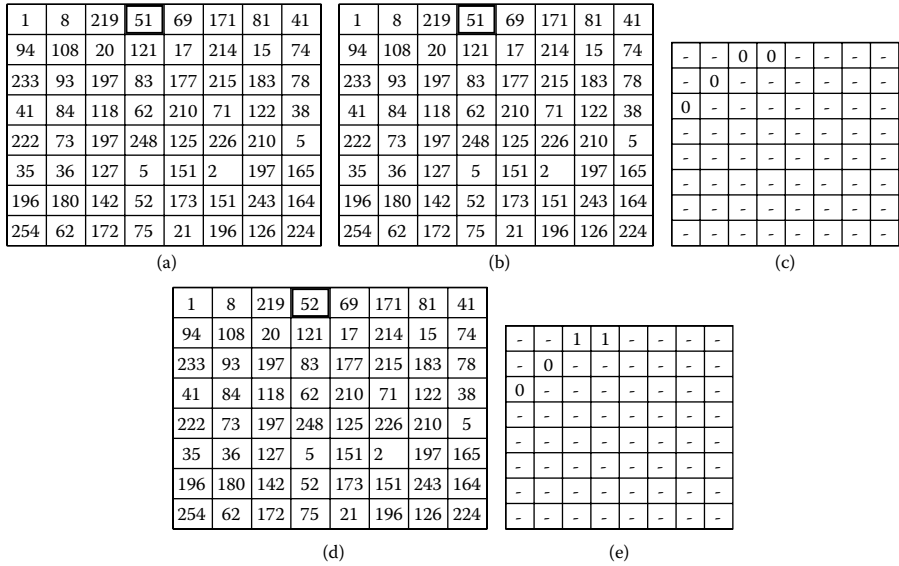 1 8 219 51 69 171 81 41
94 108 20 121 17 214 15 74
233 93 197 83 177 215 183 78
41 84 118 62 210 71 122 38
222 73 197 248 125 226 210 5
35 36 127 5 151 2 197 165
196 180 142 52 173 151 243 164
254 62 172 75 21 196 126 224
(a)
1 8 219 51 69 171 81 41
94 108 20 121 17 214 15 74
233 93 197 83 177 215 183 78
41 84 118 62 210 71 122 38
222 73 197 248 125 226 210 5
35 36 127 5 151 2 197 165
196 180 142 52 173 151 243 164
254 62 172 75 21 196 126 224
(b)
- - 0 0 - - - -
- 0 - - - - - -
0 - - - - - - -
- - - - - - - -
- - - - - - - -
- - - - - - - -
- - - - - - - -
- - - - - - - -
(c)
1 8 219 52 69 171 81 41
94 108 20 121 17 214 15 74
233 93 197 83 177 215 183 78
41 84 118 62 210 71 122 38
222 73 197 248 125 226 210 5
35 36 127 5 151 2 197 165
196 180 142 52 173 151 243 164
254 62 172 75 21 196 126 224
(d)
- - 1 1 - - - -
- 0 - - - - - -
0 - - - - - - -
- - - - - - - -
- - - - - - - -
- - - - - - - -
- - - - - - - -
- - - - - - - -
(e)